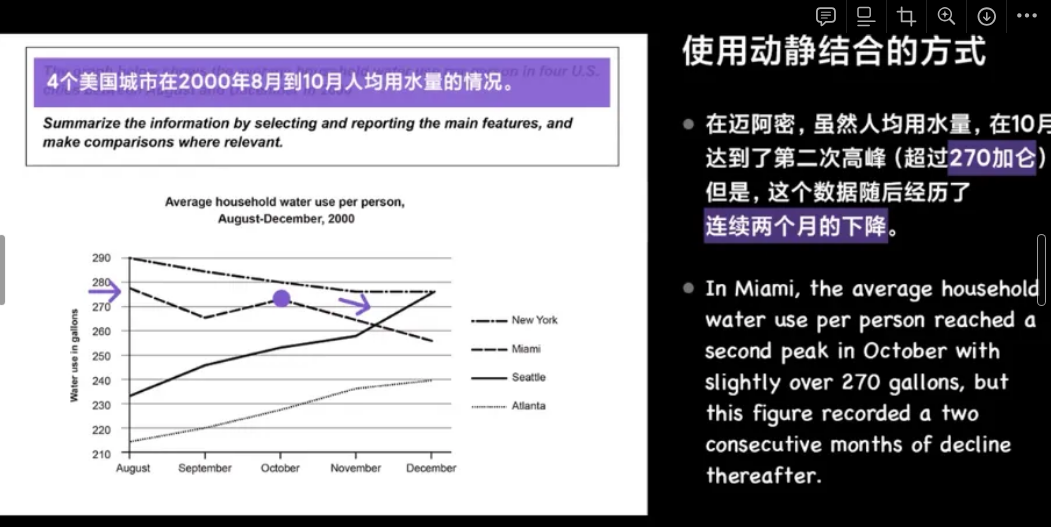 使用动静结合的方式
4个美国城市在2000年8月到10月人均用水量的情况。
Summarize the information by selecting and reporting the main features, and
make comparisons where relevant.
Average household water use per person,
August-December, 2000
Water use in gallons
290
280
270
260
250
240
230
220
210
August September October November December
New York
Miami
Seattle
Atlanta
在迈阿密，虽然人均用水量，在10月
达到了第二次高峰（超过270加仑）
但是，这个数据随后经历了
连续两个月的下降。
In Miami, the average household
water use per person reached a
second peak in October with
slightly over 270 gallons, but
this figure recorded a two
consecutive months of decline
thereafter.